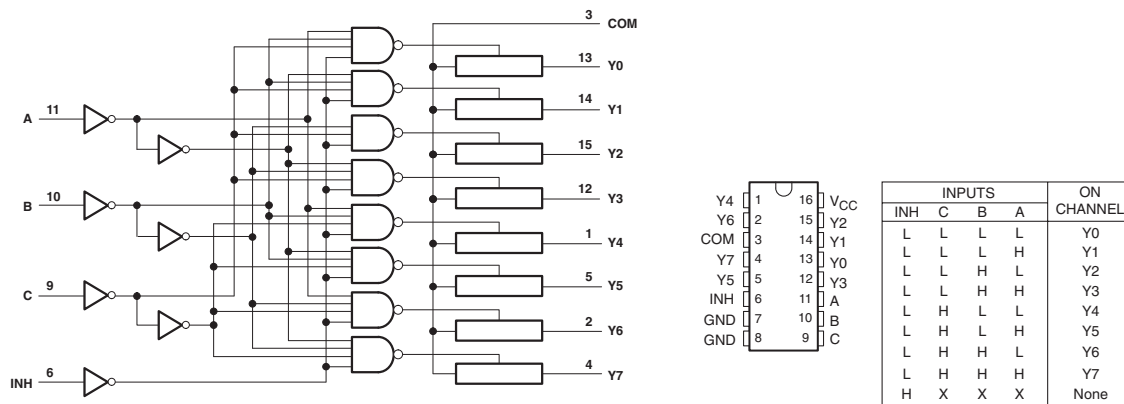 3 COM
13 Y0
14 Y1
11 A
15 Y2
12 Y3
10 B
1 Y4
5 Y5
9 C
2 Y6
6 INH
4 Y7
Y4 1 16 VCC
Y6 2 15 Y2
COM 3 14 Y1
Y7 4 13 Y0
Y5 5 12 Y3
INH 6 11 A
GND 7 10 B
GND 8 9 C
INPUTS ON CHANNEL
INH C B A
L L L L Y0
L L L H Y1
L L H L Y2
L L H H Y3
L H L L Y4
L H L H Y5
L H H L Y6
L H H H Y7
H X X X None